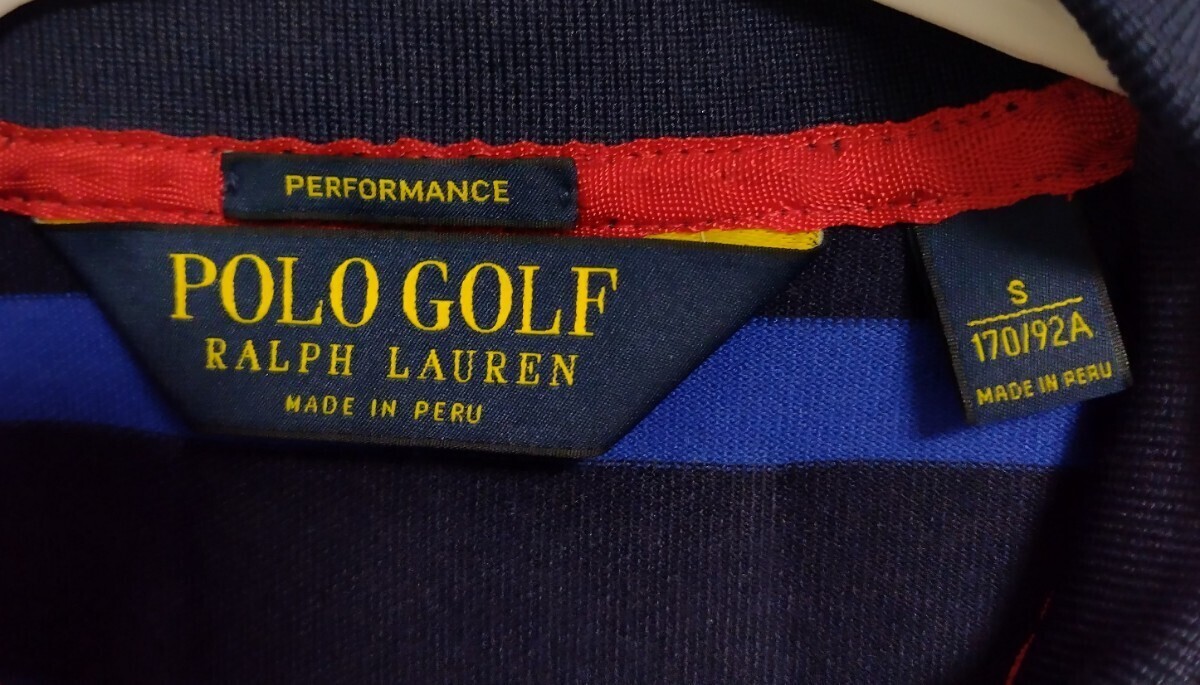 PERFORMANCE
POLO GOLF
RALPH LAUREN
MADE IN PERU
S
170/92A
MADE IN PERU